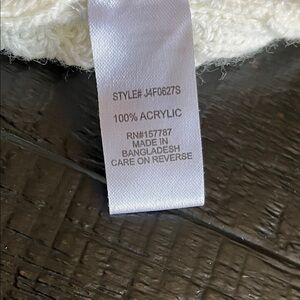 STYLE# J4F0627S
100% ACRYLIC
RN#157787
MADE IN
BANGLADESH
CARE ON REVERSE